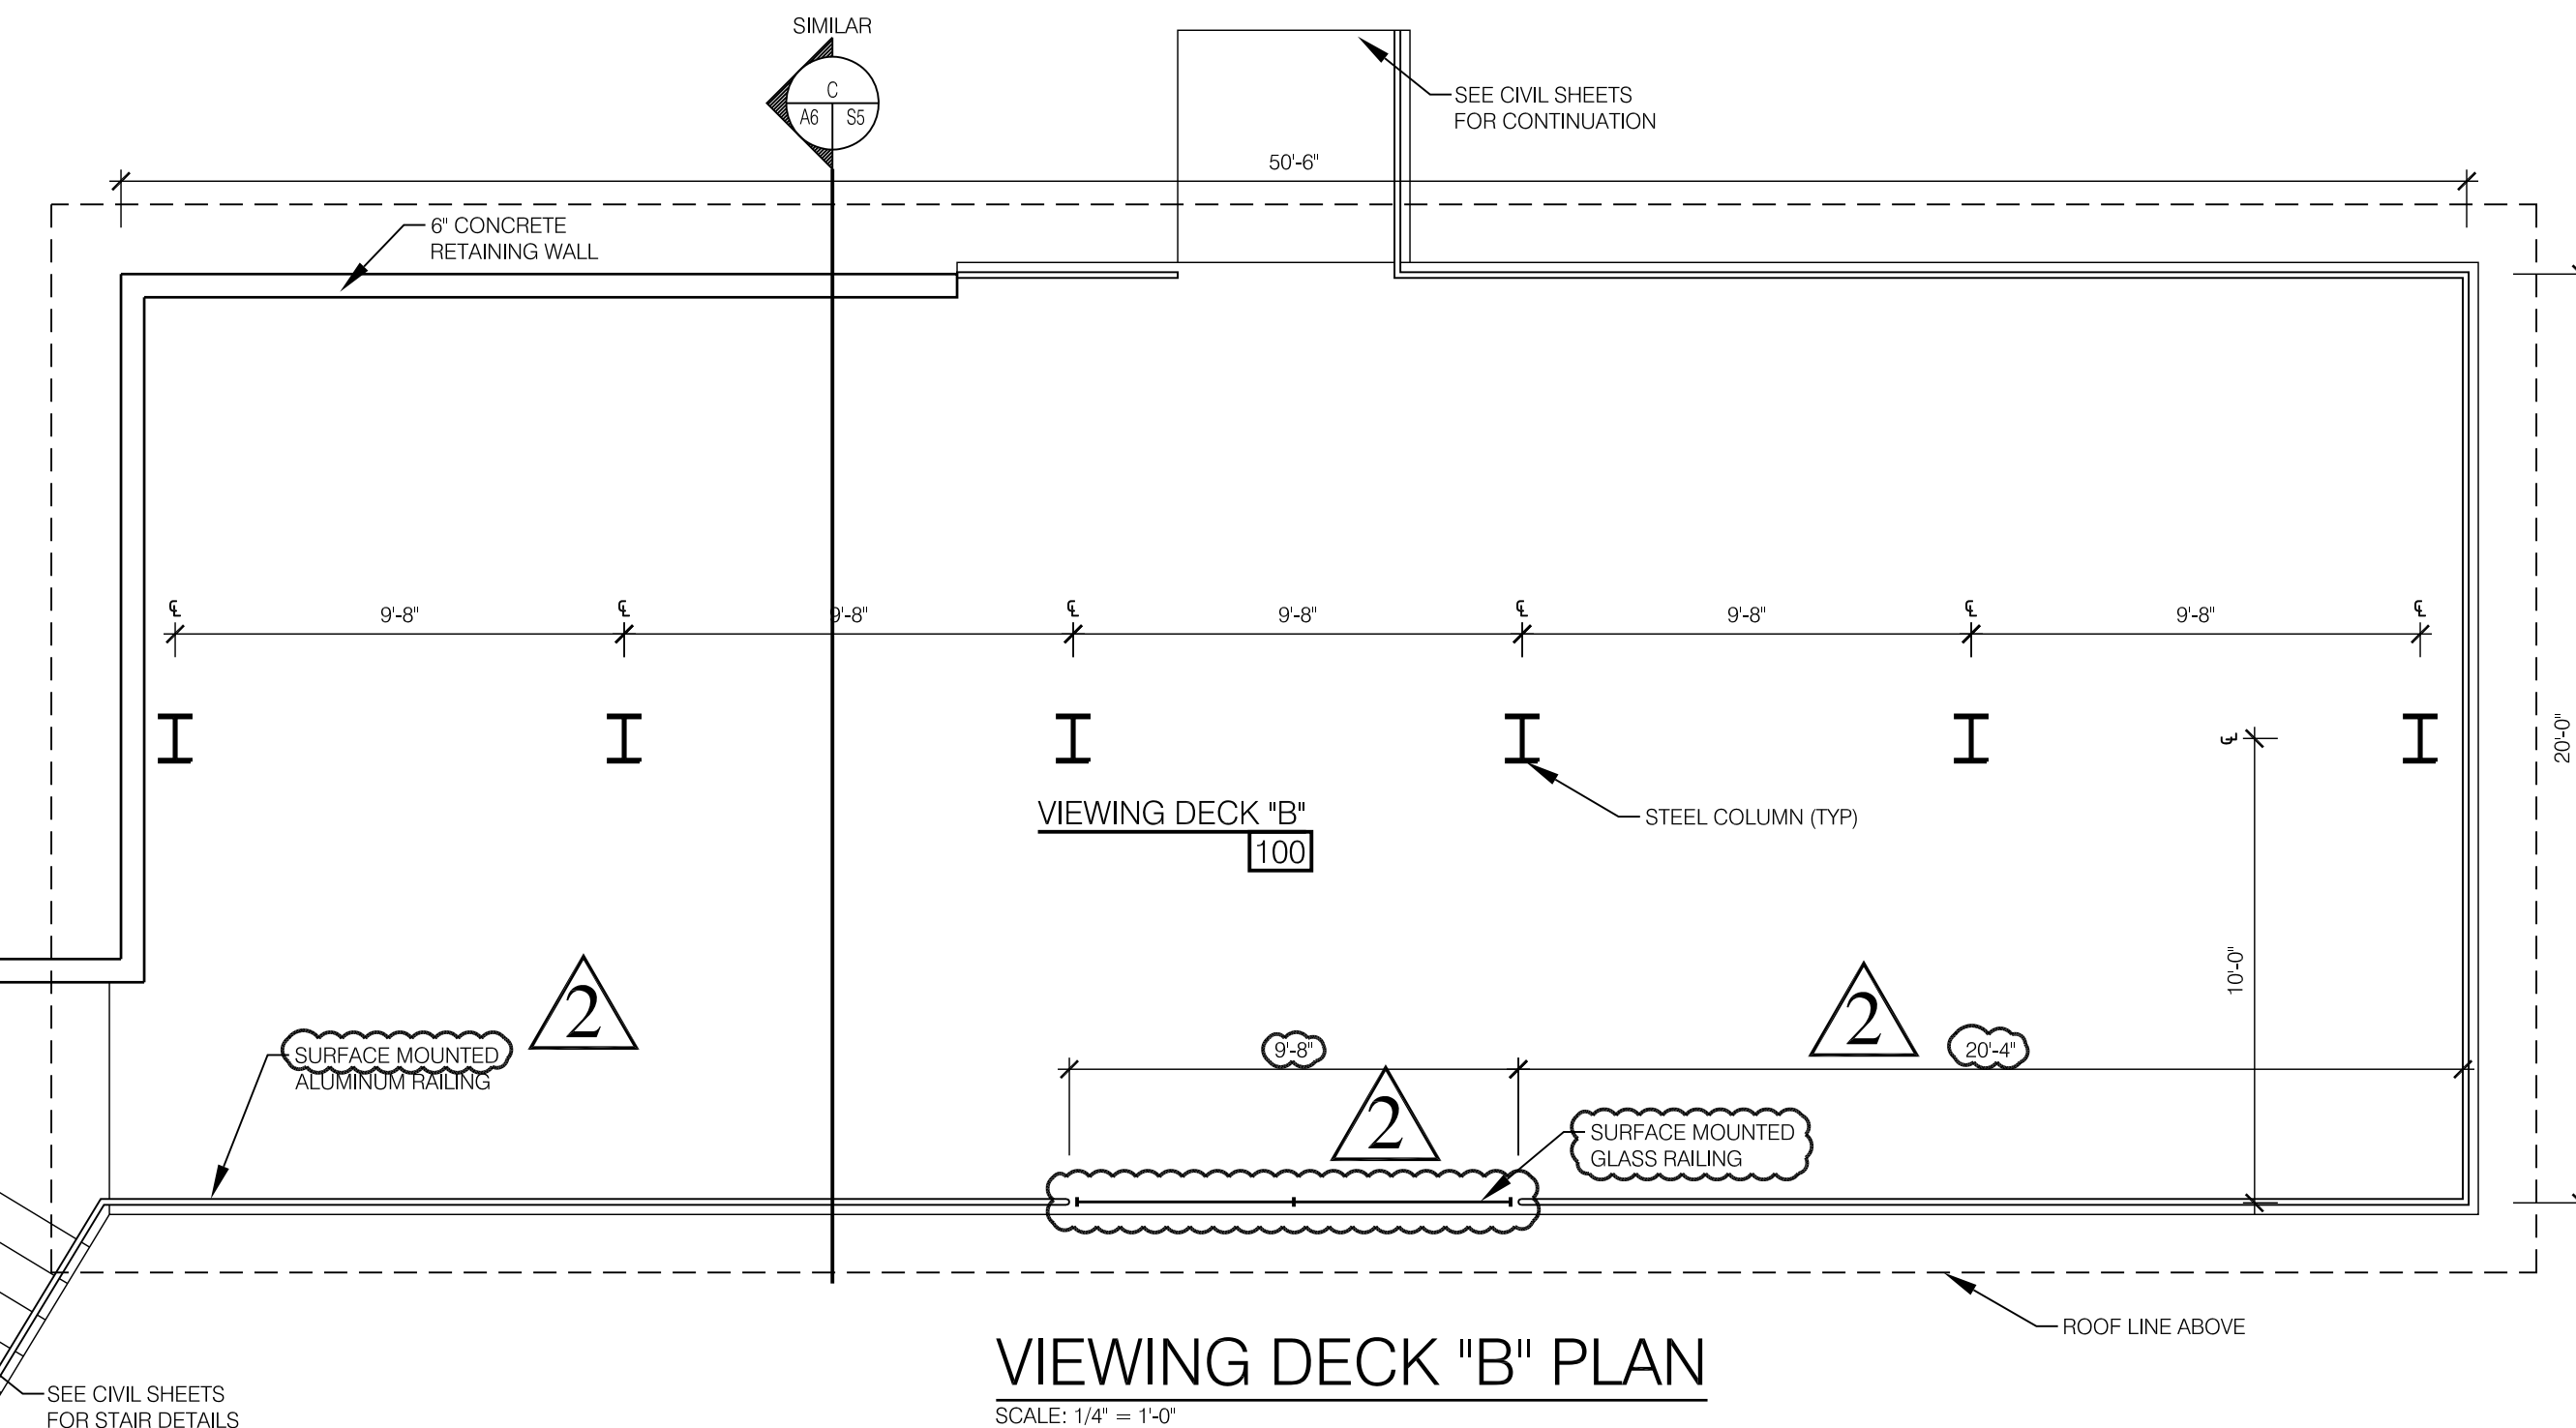 SIMILAR
C
A6 S5
SEE CIVIL SHEETS
FOR CONTINUATION
50'-6"
6" CONCRETE
RETAINING WALL
℄ ℄ ℄ ℄ ℄ ℄
9'-8" 9'-8" 9'-8" 9'-8" 9'-8"
℄
20'-0"
VIEWING DECK "B"
100
STEEL COLUMN (TYP)
10'-0"
2
2
SURFACE MOUNTED
ALUMINUM RAILING
9'-8"
20'-4"
2
SURFACE MOUNTED
GLASS RAILING
ROOF LINE ABOVE
VIEWING DECK "B" PLAN
SCALE: 1/4" = 1'-0"
SEE CIVIL SHEETS
FOR STAIR DETAILS